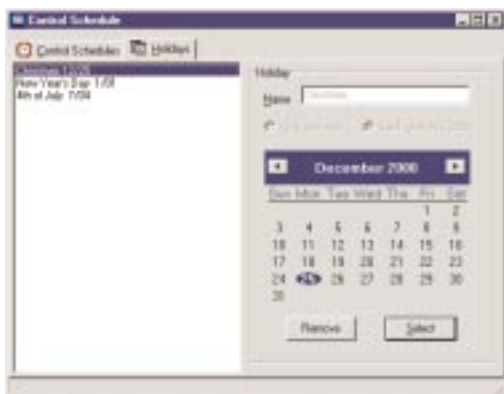 Control Schedule
Control Schedules Holidays
Christmas 12/25
New Year's Day 1/01
4th of July 7/04
Holiday
Name Christmas
December 2000
Sun Mon Tue Wed Thu Fri Sat
1 2
3 4 5 6 7 8 9
10 11 12 13 14 15 16
17 18 19 20 21 22 23
24 25 26 27 28 29 30
31
Remove Select